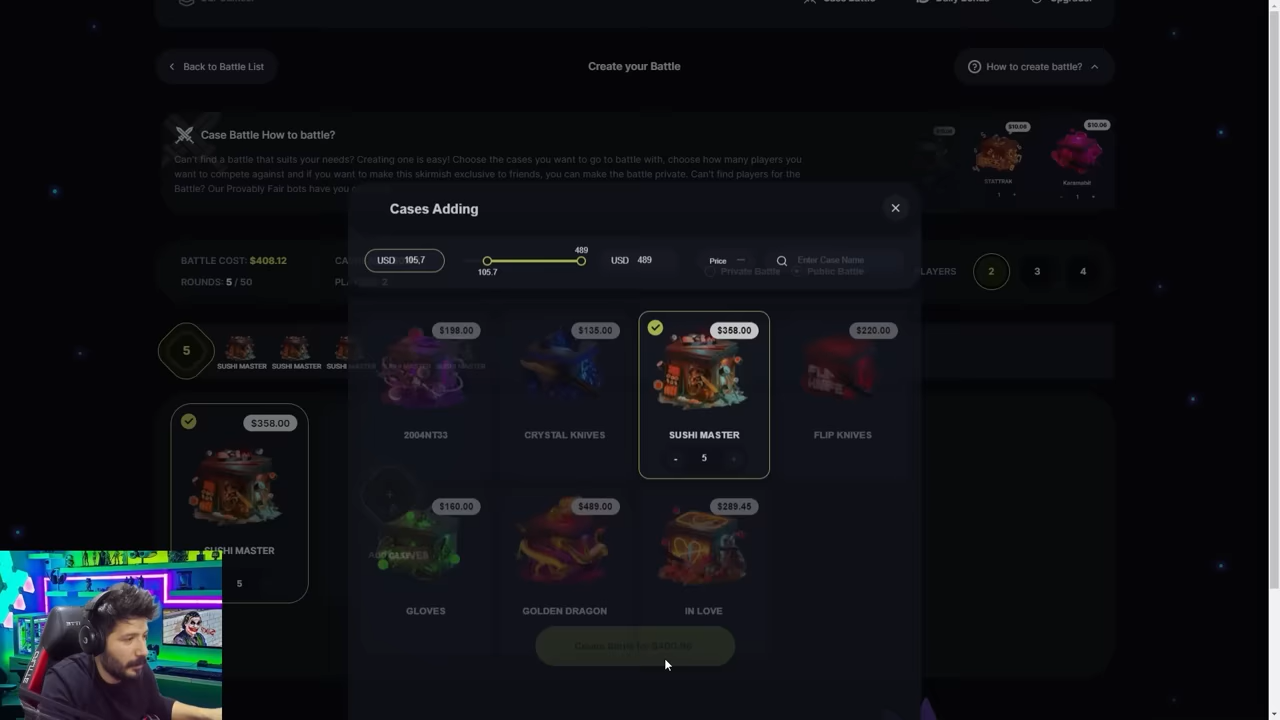 Back to Battle List
Create your Battle
How to create battle?
Case Battle How to battle?
Can't find a battle that suits your needs? Creating one is easy! Choose the cases you want to go to battle with, choose how many players you
want to compete against and if you want to make this skirmish exclusive to friends, you can make the battle private. Can't find players for the
Battle? Our Provably Fair bots have you
$10.06
$10.06
STATTRAK
Karambit
1
- 1 +
Cases Adding
489
USD 105,7
USD 489
Price
Enter Case Name
105.7
Private Battle
Public Battle
BATTLE COST: $408.12
ROUNDS: 5 / 50
PLAYERS
2
3
4
5
SUSHI MASTER
SUSHI MASTER
$198.00
$135.00
$358.00
$220.00
2004NT33
CRYSTAL KNIVES
SUSHI MASTER
FLIP KNIVES
- 5 +
$358.00
SUSHI MASTER
5
$160.00
$489.00
$289.45
GLOVES
GOLDEN DRAGON
IN LOVE